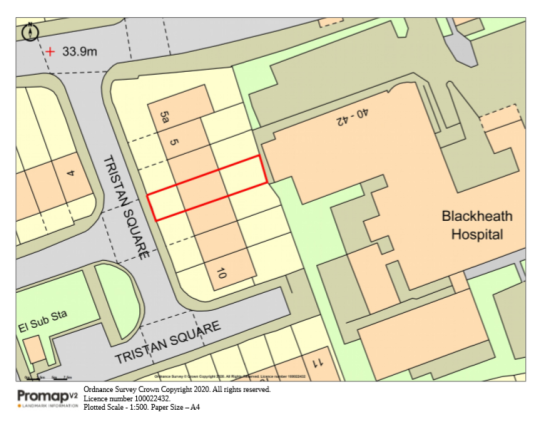 33.9m
5a
5
40 - 42
4
TRISTAN SQUARE
Blackheath
Hospital
10
El Sub Sta
TRISTAN SQUARE
11
Ordnance Survey © Crown Copyright 2020. All Rights Reserved. Licence number 100022432
Promap V2
LANDMARK INFORMATION
Ordnance Survey Crown Copyright 2020. All rights reserved.
Licence number 100022432.
Plotted Scale - 1:500. Paper Size – A4